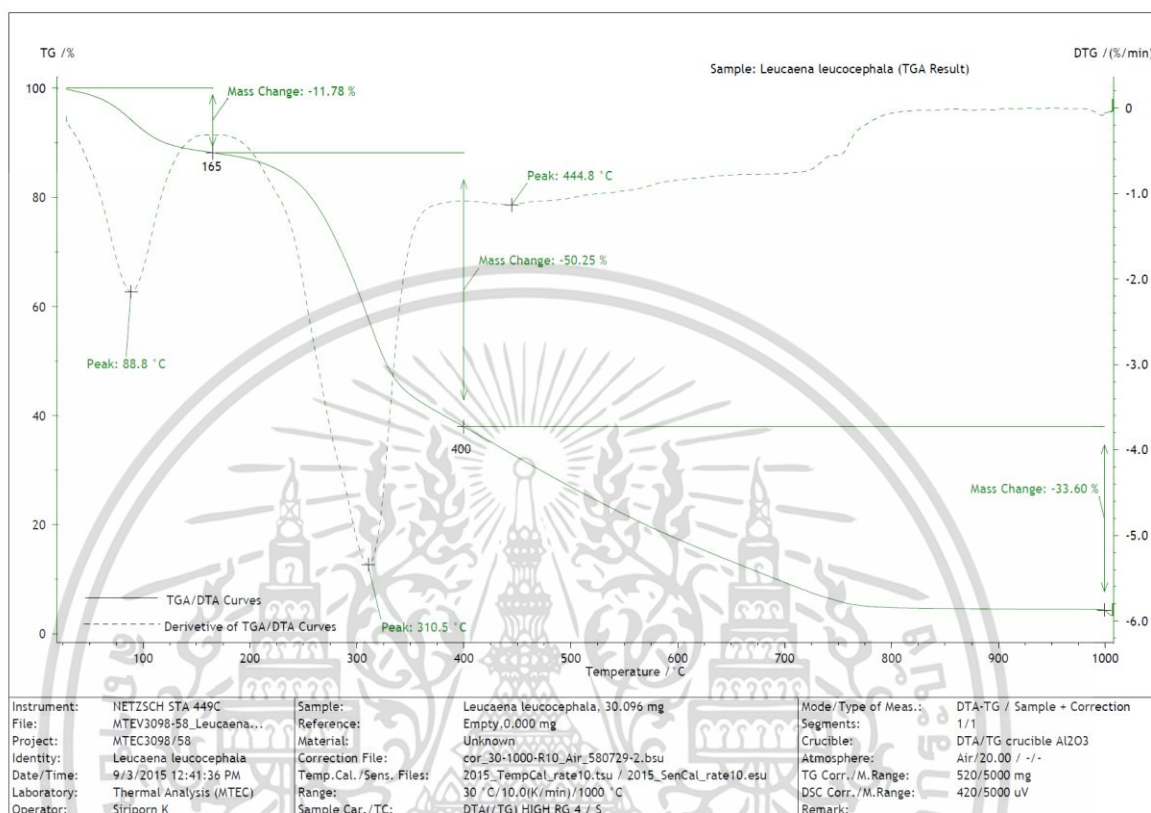 TG /%
DTG /(%/min)
Sample: Leucaena leucocephala (TGA Result)
100
80
60
40
20
0
0
-1.0
-2.0
-3.0
-4.0
-5.0
-6.0
Mass Change: -11.78 %
165
Peak: 444.8 °C
Mass Change: -50.25 %
Peak: 88.8 °C
400
Mass Change: -33.60 %
TGA/DTA Curves
Derivetive of TGA/DTA Curves
Peak: 310.5 °C
100 200 300 400 500 600 700 800 900 1000
Temperature /°C
Instrument: NETZSCH STA 449C
File: MTEV3098-58_Leucaena...
Project: MTEC3098/58
Identity: Leucaena leucocephala
Date/Time: 9/3/2015 12:41:36 PM
Laboratory: Thermal Analysis (MTEC)
Operator: Siriporn K
Sample: Leucaena leucocephala, 30.096 mg
Reference: Empty,0.000 mg
Material: Unknown
Correction File: cor_30-1000-R10_Air_580729-2.bsu
Temp.Cal./Sens. Files: 2015_TempCal_rate10.tsu / 2015_SenCal_rate10.esu
Range: 30°C/10.0(K/min)/1000 °C
Sample Car./TC: DTA(/TG) HIGH RG 4 / S
Mode/Type of Meas.: DTA-TG / Sample + Correction
Segments: 1/1
Crucible: DTA/TG crucible Al2O3
Atmosphere: Air/20.00 / -/-
TG Corr./M.Range: 520/5000 mg
DSC Corr./M.Range: 420/5000 uV
Remark: